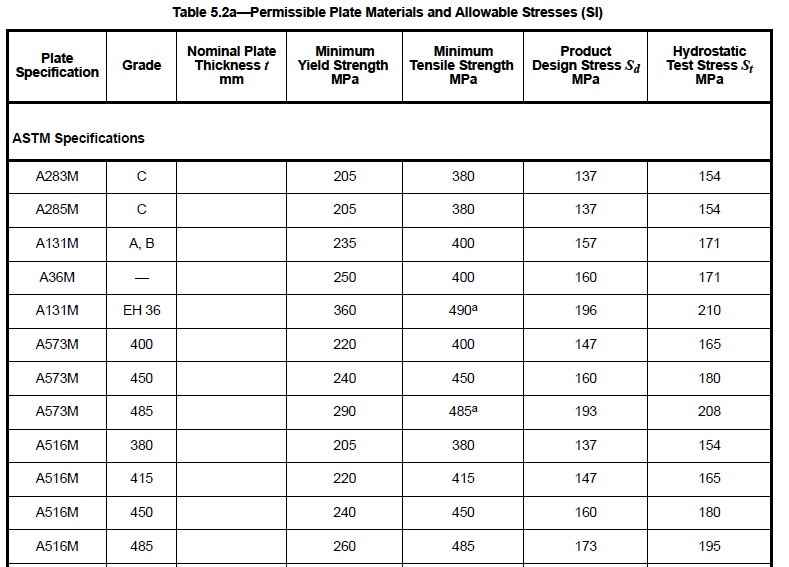 Table 5.2a—Permissible Plate Materials and Allowable Stresses (SI)
Plate Specification Grade Nominal Plate Thickness t mm Minimum Yield Strength MPa Minimum Tensile Strength MPa Product Design Stress Sd MPa Hydrostatic Test Stress St MPa
ASTM Specifications
A283M C 205 380 137 154
A285M C 205 380 137 154
A131M A, B 235 400 157 171
A36M — 250 400 160 171
A131M EH 36 360 490a 196 210
A573M 400 220 400 147 165
A573M 450 240 450 160 180
A573M 485 290 485a 193 208
A516M 380 205 380 137 154
A516M 415 220 415 147 165
A516M 450 240 450 160 180
A516M 485 260 485 173 195